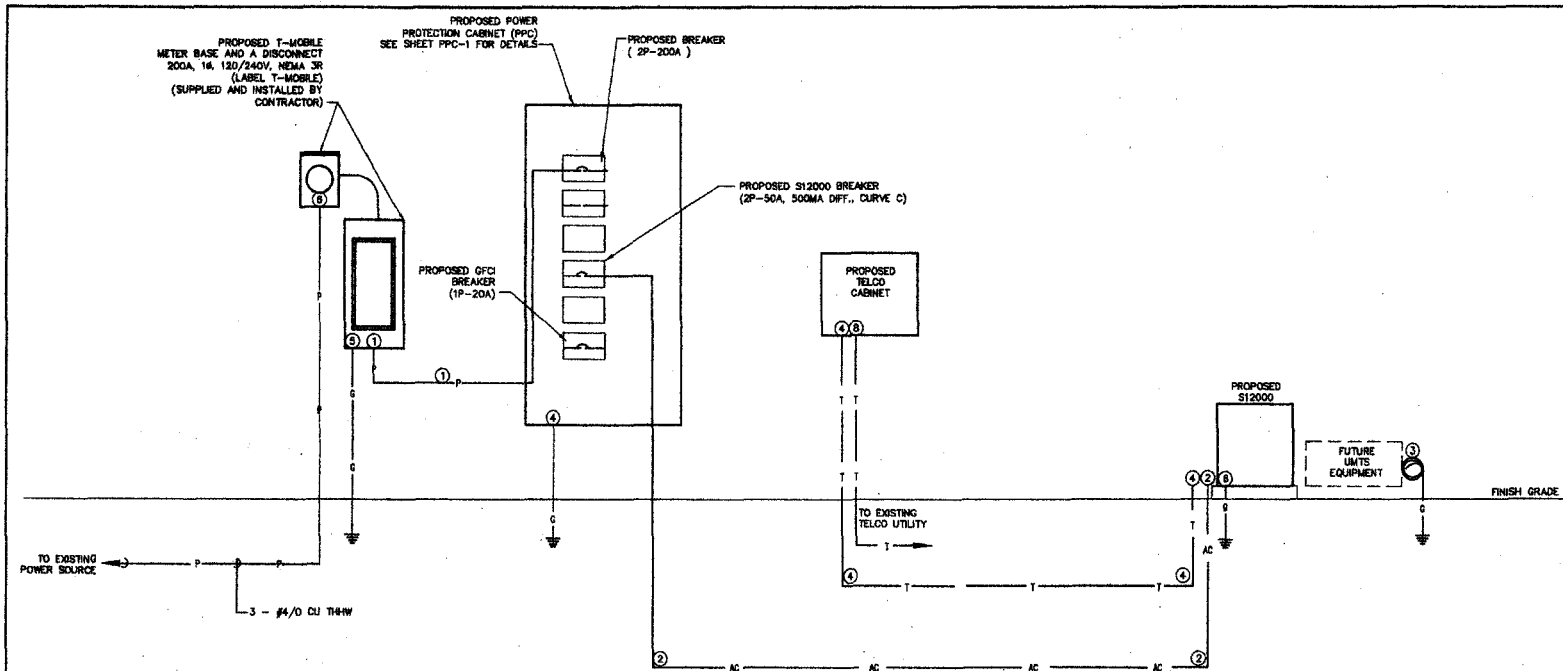 PROPOSED POWER
PROTECTION CABINET (PPC)
SEE SHEET PPC-1 FOR DETAILS
PROPOSED BREAKER
( 2P-200A )
PROPOSED T-MOBILE
METER BASE AND A DISCONNECT
200A, 1Ø, 120/240V, NEMA 3R
(LABEL T-MOBILE)
(SUPPLIED AND INSTALLED BY
CONTRACTOR)
6
PROPOSED S12000 BREAKER
(2P-50A, 500MA DIFF., CURVE C)
PROPOSED GFCI
BREAKER
(1P-20A)
PROPOSED
TELCO
CABINET
P
4 8
5 1
P
1 P
PROPOSED
S12000
G
T T
P
4
FUTURE
UMTS
EQUIPMENT
3
G
T T
4 2 8
FINISH GRADE
G
TO EXISTING
TELCO UTILITY
G
G
T
T
AC
TO EXISTING
POWER SOURCE
P P
4 T T T 4
3 - #4/0 CU THHW
2 AC AC AC AC 2